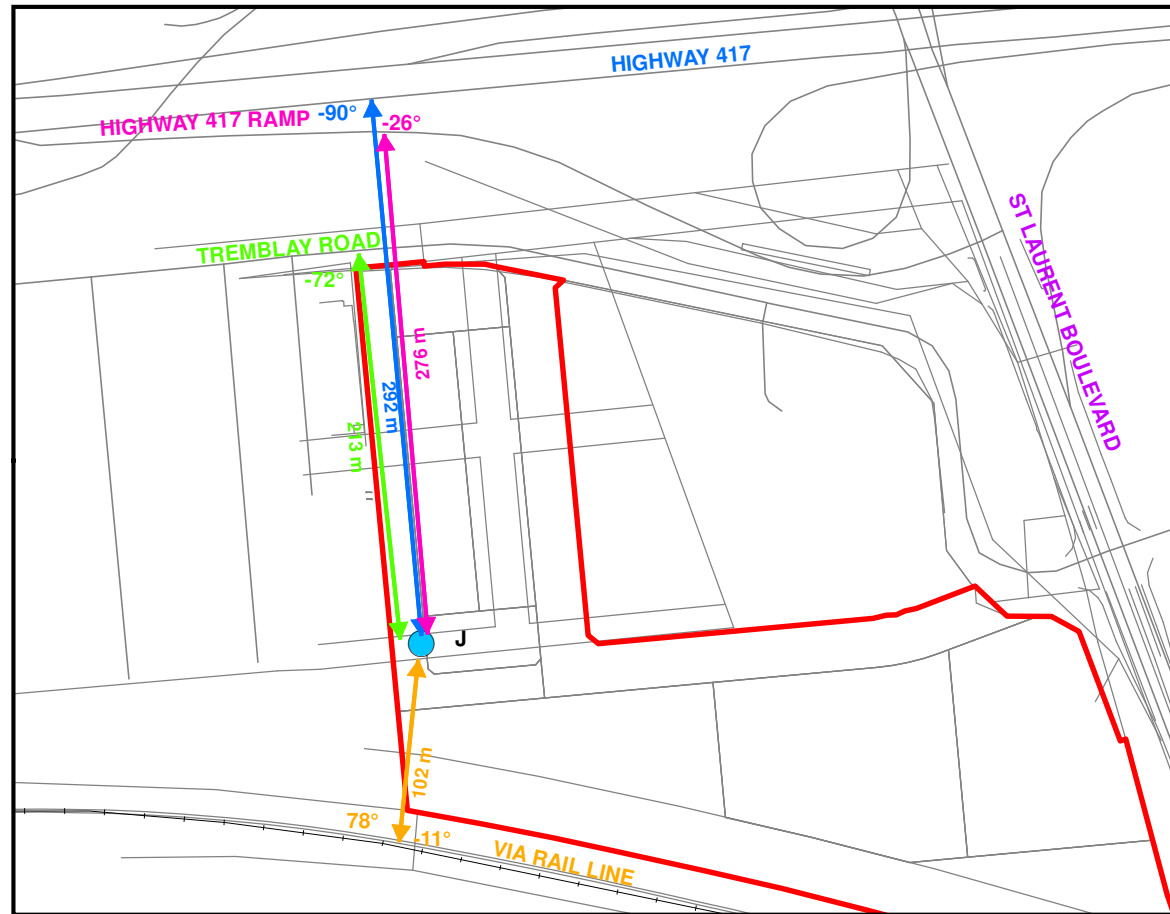 HIGHWAY 417
HIGHWAY 417 RAMP
-90°
-26°
ST LAURENT BOULEVARD
TREMBLAY ROAD
-72°
276 m
292 m
213 m
J
102 m
78°
-11°
VIA RAIL LINE